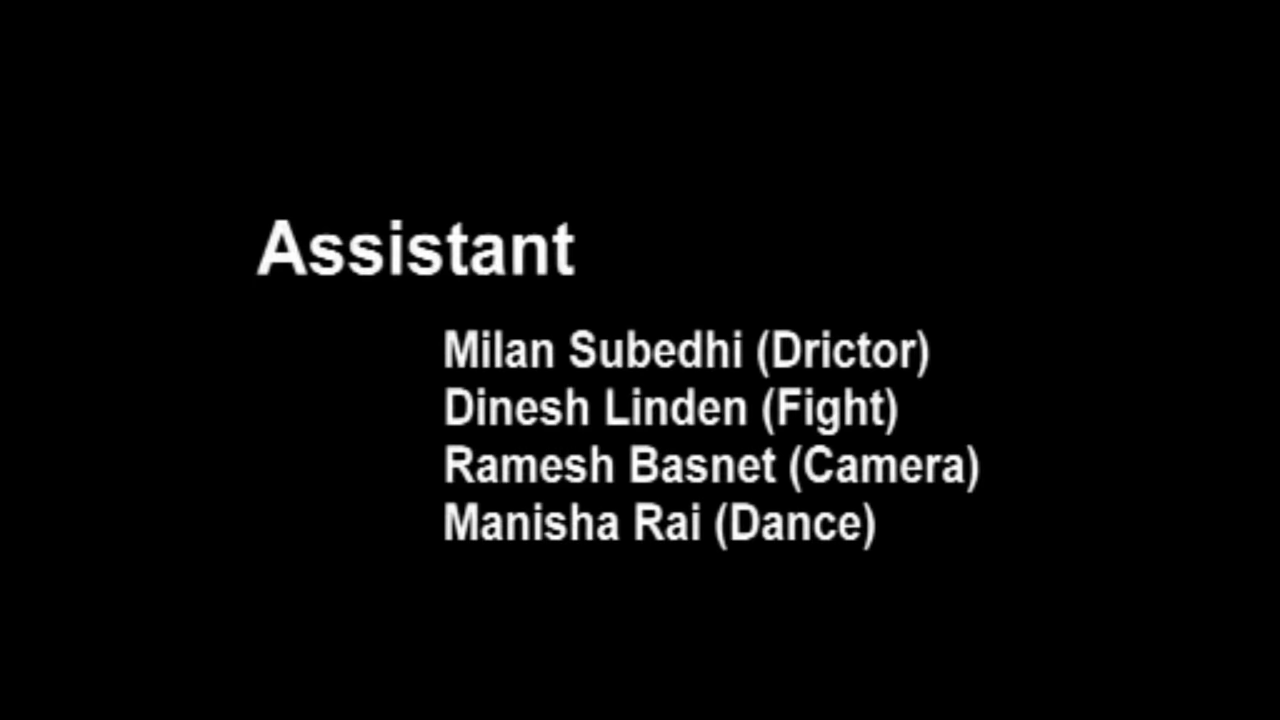 Assistant
Milan Subedhi (Drictor)
Dinesh Linden (Fight)
Ramesh Basnet (Camera)
Manisha Rai (Dance)